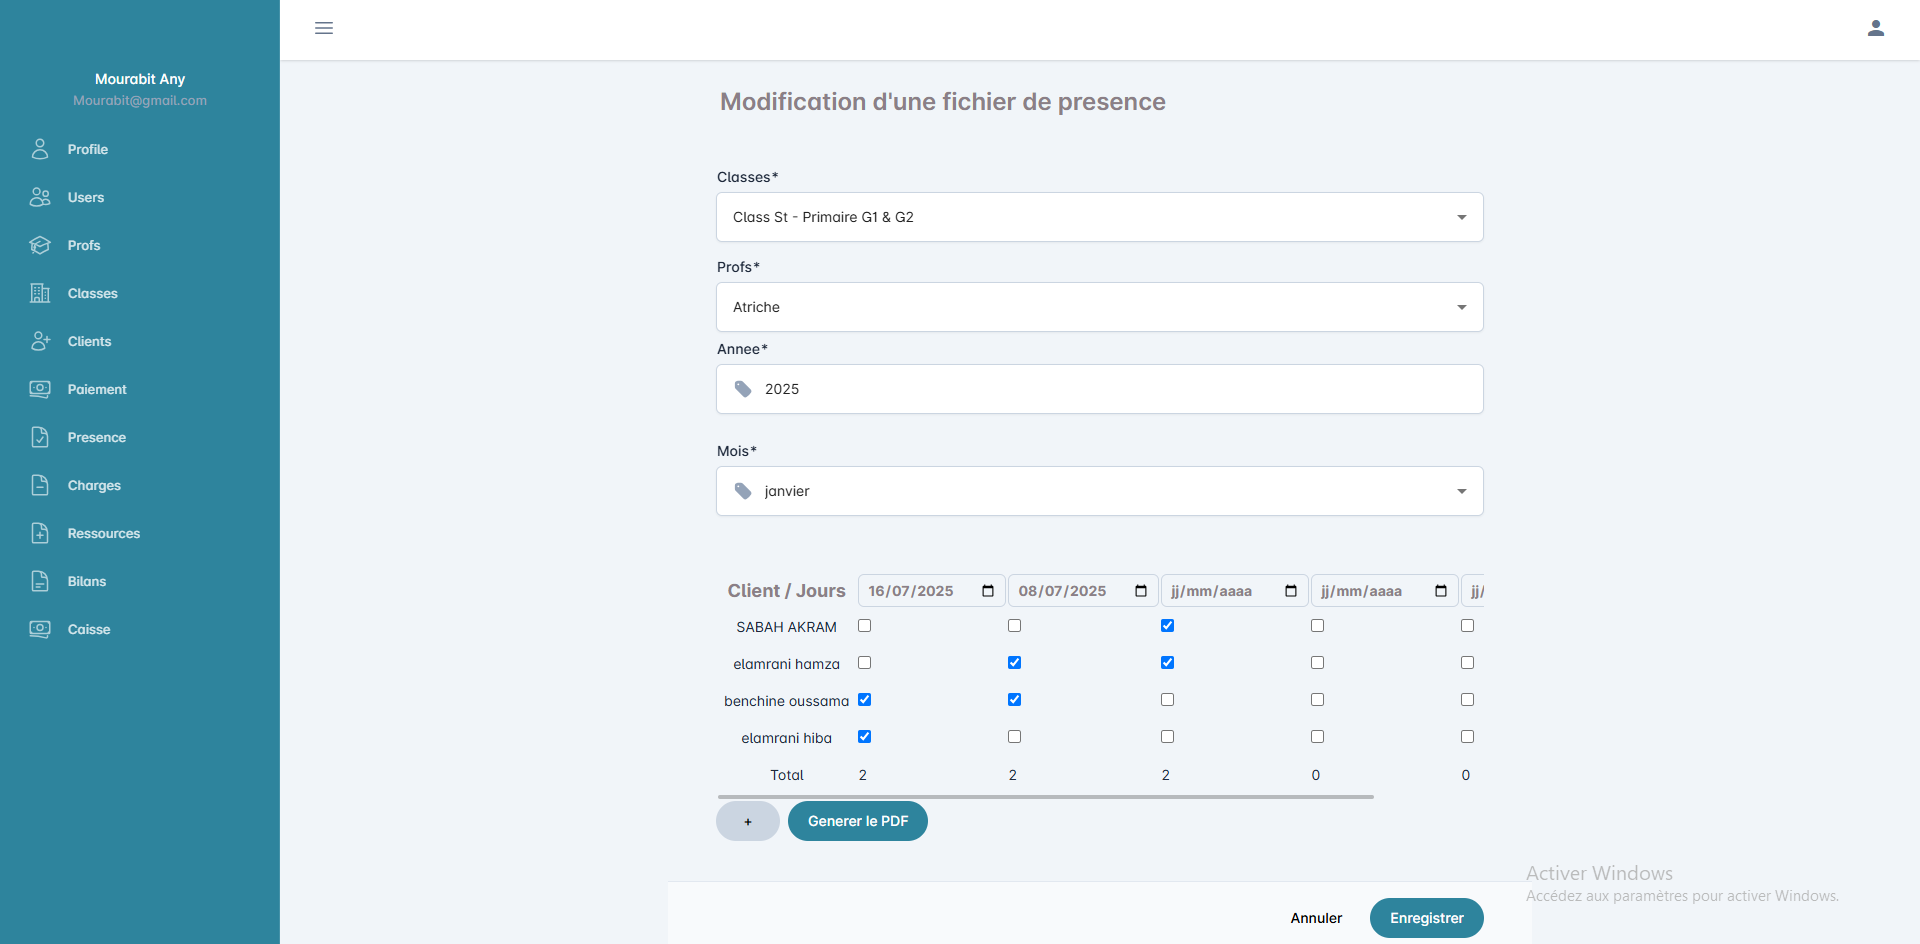 Mourabit Any
Mourabit@gmail.com
Profile
Users
Profs
Classes
Clients
Paiement
Presence
Charges
Ressources
Bilans
Caisse
Modification d'une fichier de presence
Classes*
Class St - Primaire G1 & G2
Profs*
Atriche
Annee*
2025
Mois*
janvier
Client / Jours 16/07/2025 08/07/2025 jj/mm/aaaa jj/mm/aaaa jj/
SABAH AKRAM
elamrani hamza
benchine oussama
elamrani hiba
Total 2 2 2 0 0
+ Generer le PDF
Activer Windows
Accédez aux paramètres pour activer Windows.
Annuler Enregistrer